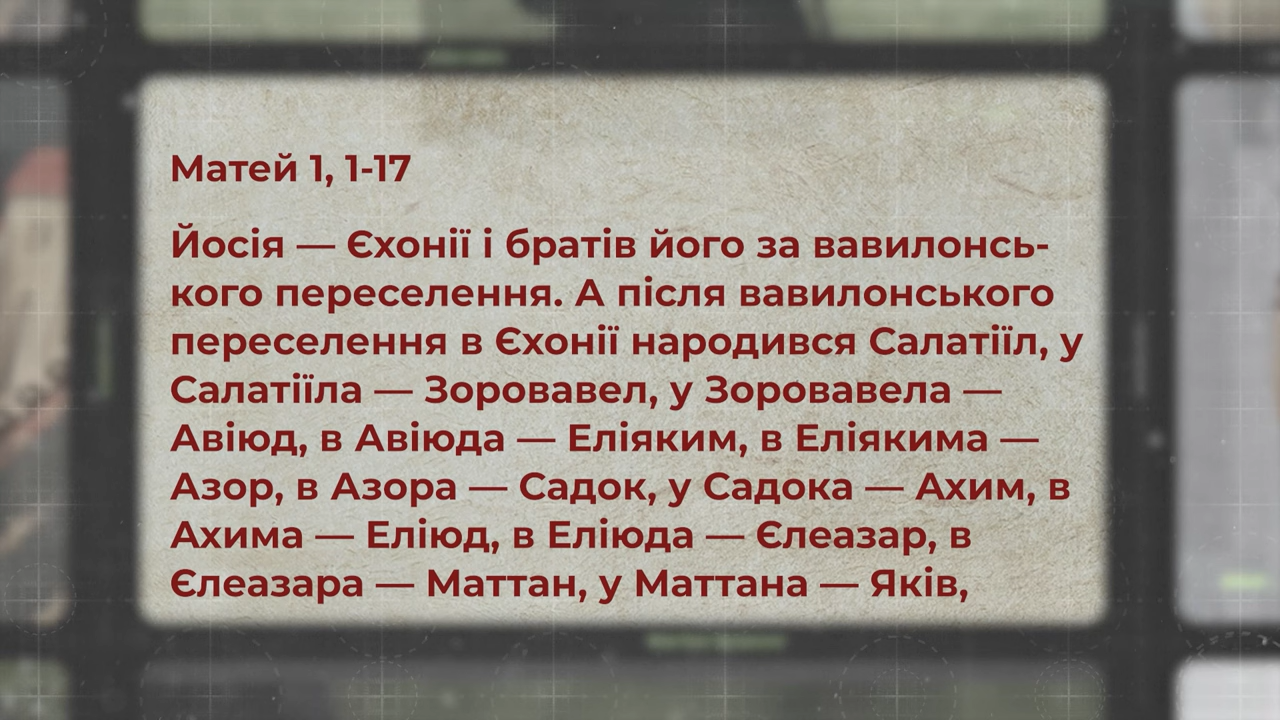 Матей 1, 1-17
Йосія — Єхонії і братів його за вавилонсь-
кого переселення. А після вавилонського
переселення в Єхонії народився Салатіїл, у
Салатіїла — Зоровавел, у Зоровавела —
Авіюд, в Авіюда — Еліяким, в Еліякима —
Азор, в Азора — Садок, у Садока — Ахим, в
Ахима — Еліюд, в Еліюда — Єлеазар, в
Єлеазара — Маттан, у Маттана — Яків,